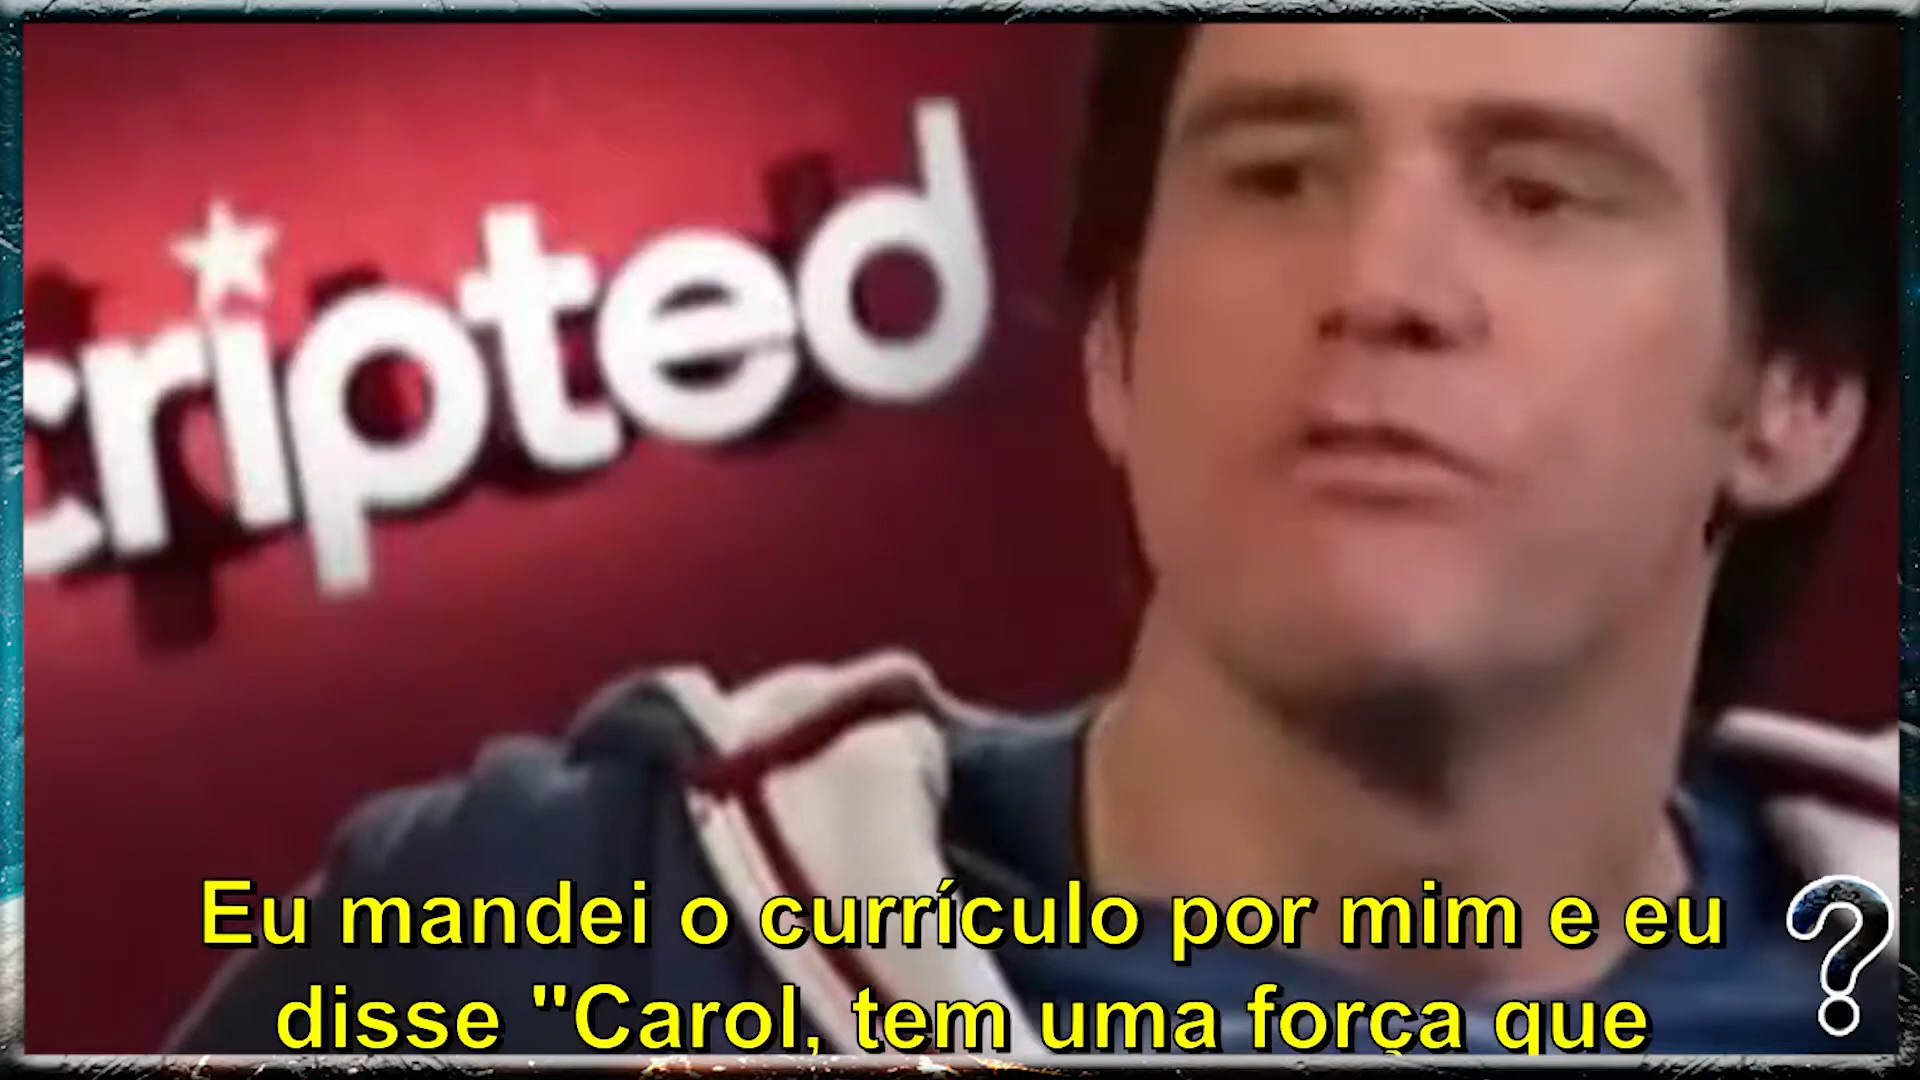 cripted
Eu mandei o currículo por mim e eu
disse "Carol, tem uma força que
?